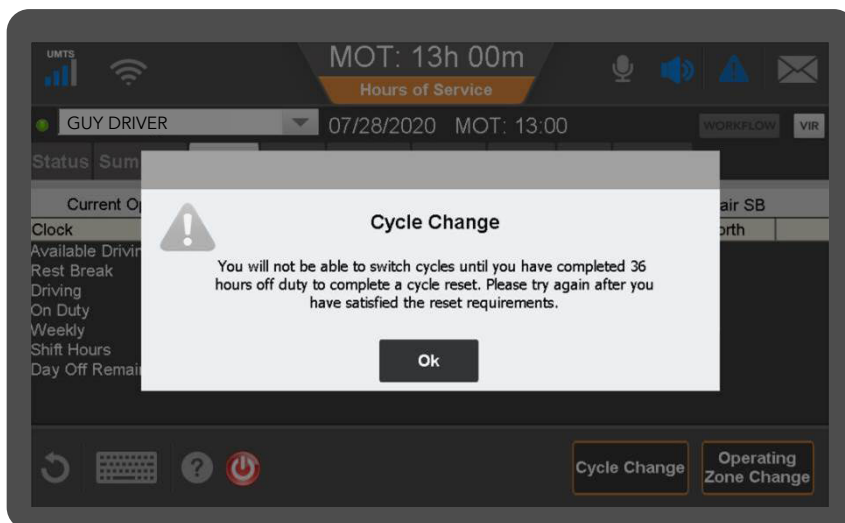 UMTS
MOT: 13h 00m
Hours of Service
GUY DRIVER
07/28/2020 MOT: 13:00
WORKFLOW
VIR
Status Sum
Current Op
air SB
Clock
orth
Cycle Change
Available Drivin
Rest Break
You will not be able to switch cycles until you have completed 36
Driving
hours off duty to complete a cycle reset. Please try again after you
On Duty
have satisfied the reset requirements.
Weekly
Shift Hours
Day Off Remai
Ok
?
Cycle Change
Operating
Zone Change